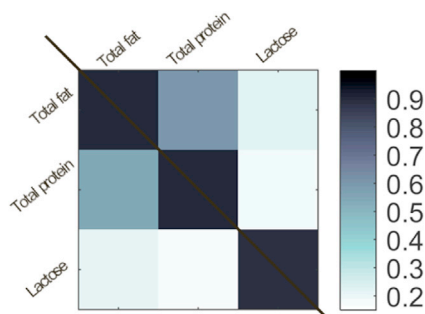 Total fat
Total protein
Lactose
Total fat
Total protein
Lactose
0.9
0.8
0.7
0.6
0.5
0.4
0.3
0.2